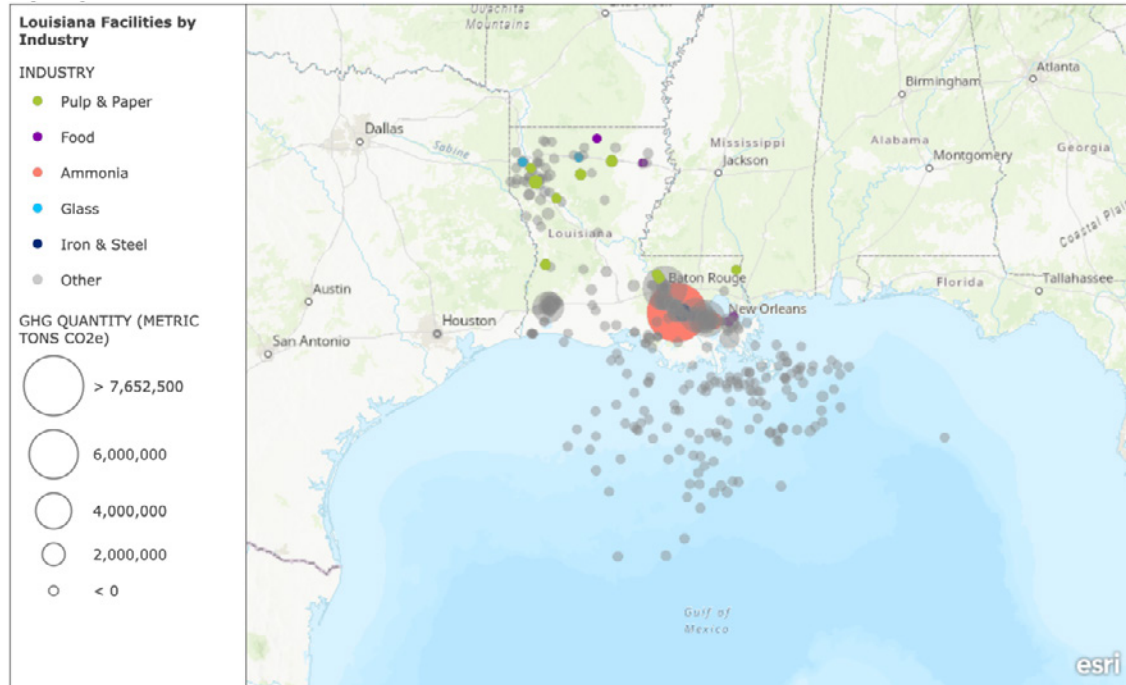 Louisiana Facilities by
Industry
INDUSTRY
Pulp & Paper
Food
Ammonia
Glass
Iron & Steel
Other
GHG QUANTITY (METRIC
TONS CO2e)
> 7,652,500
6,000,000
4,000,000
2,000,000
< 0
Ouachita
Mountains
Atlanta
Birmingham
Dallas
Sabine
Mississippi
Alabama
Georgia
Jackson
Montgomery
Coastal Plain
Louisiana
Baton Rouge
Florida
Tallahassee
Austin
New Orleans
Houston
San Antonio
Gulf of
Mexico
esri